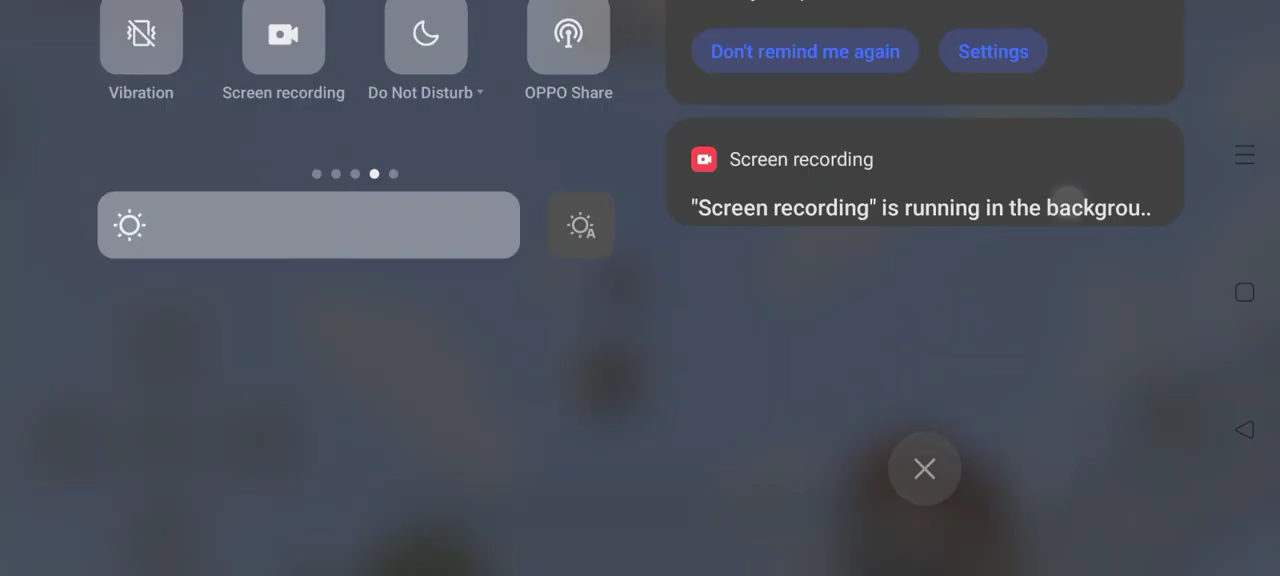 Vibration
Screen recording
Do Not Disturb
OPPO Share
A
Don't remind me again
Settings
Screen recording
"Screen recording" is running in the backgrou..